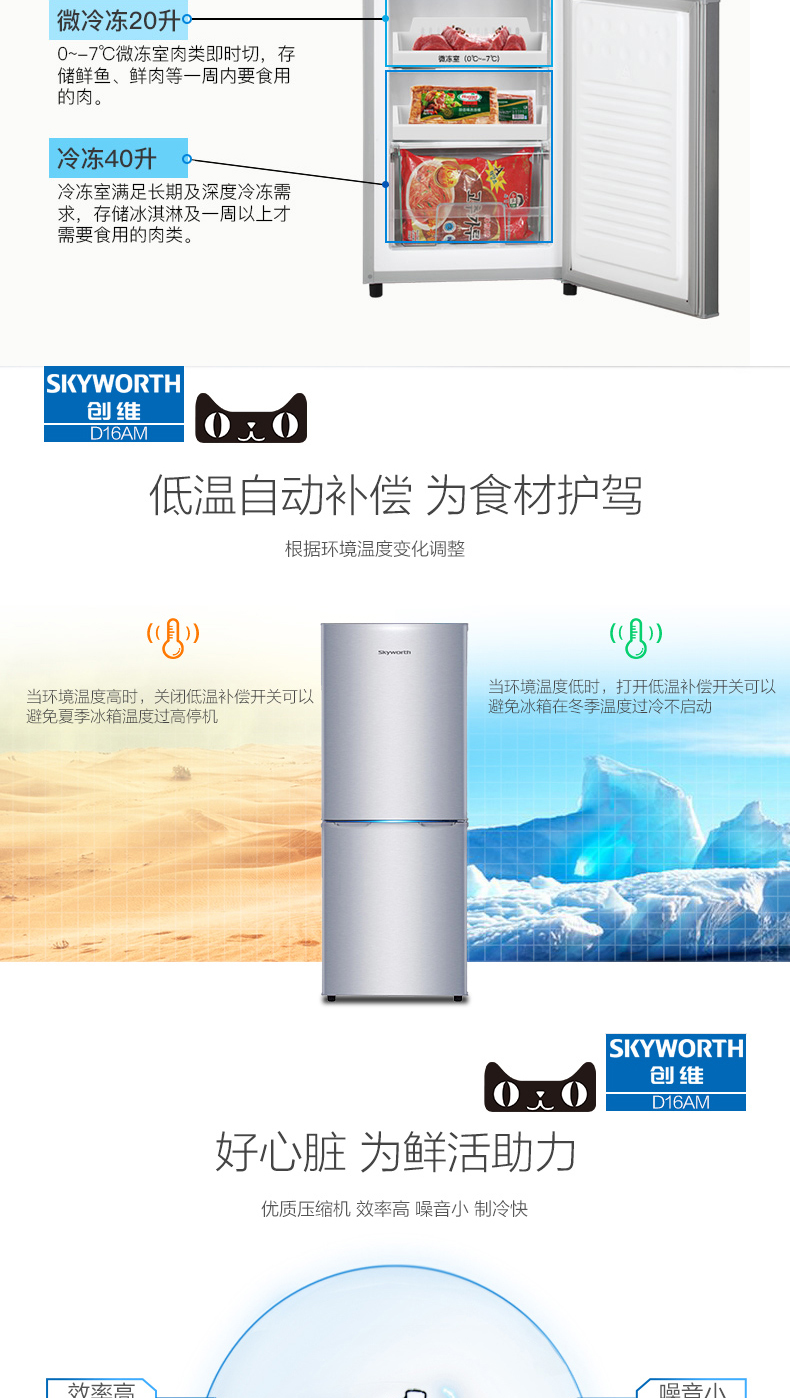 微冷冻20升
0~-7℃微冻室肉类即时切，存
储鲜鱼、鲜肉等一周内要食用
的肉。
微冻室（0℃~-7℃）
冷冻40升
冷冻室满足长期及深度冷冻需
求，存储冰淇淋及一周以上才
需要食用的肉类。
SKYWORTH
创维
D16AM
低温自动补偿 为食材护驾
根据环境温度变化调整
当环境温度高时，关闭低温补偿开关可以
避免夏季冰箱温度过高停机
Skyworth
当环境温度低时，打开低温补偿开关可以
避免冰箱在冬季温度过冷不启动
SKYWORTH
创维
D16AM
好心脏 为鲜活助力
优质压缩机 效率高 噪音小 制冷快
效率高
噪音小